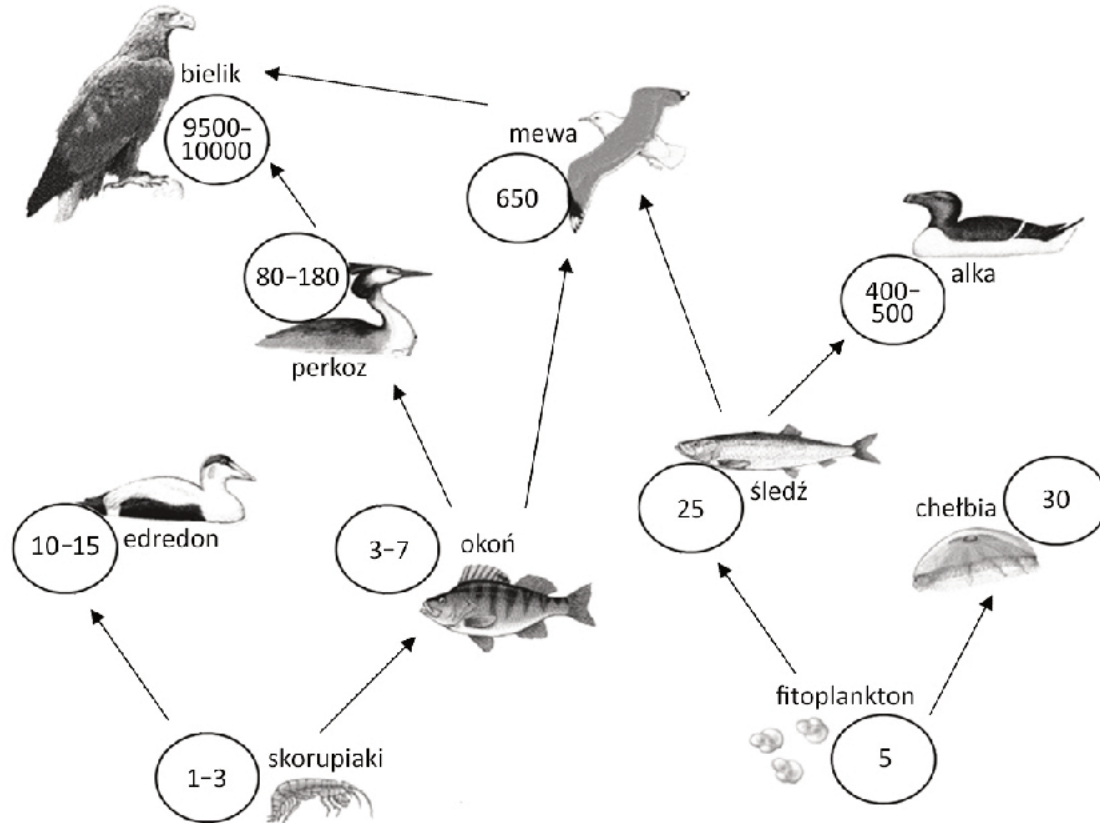 bielik
9500–
10000
mewa
650
80–180
perkoz
alka
400–
500
śledź
25
chełbia
30
edredon
10–15
okoń
3–7
fitoplankton
5
skorupiaki
1–3